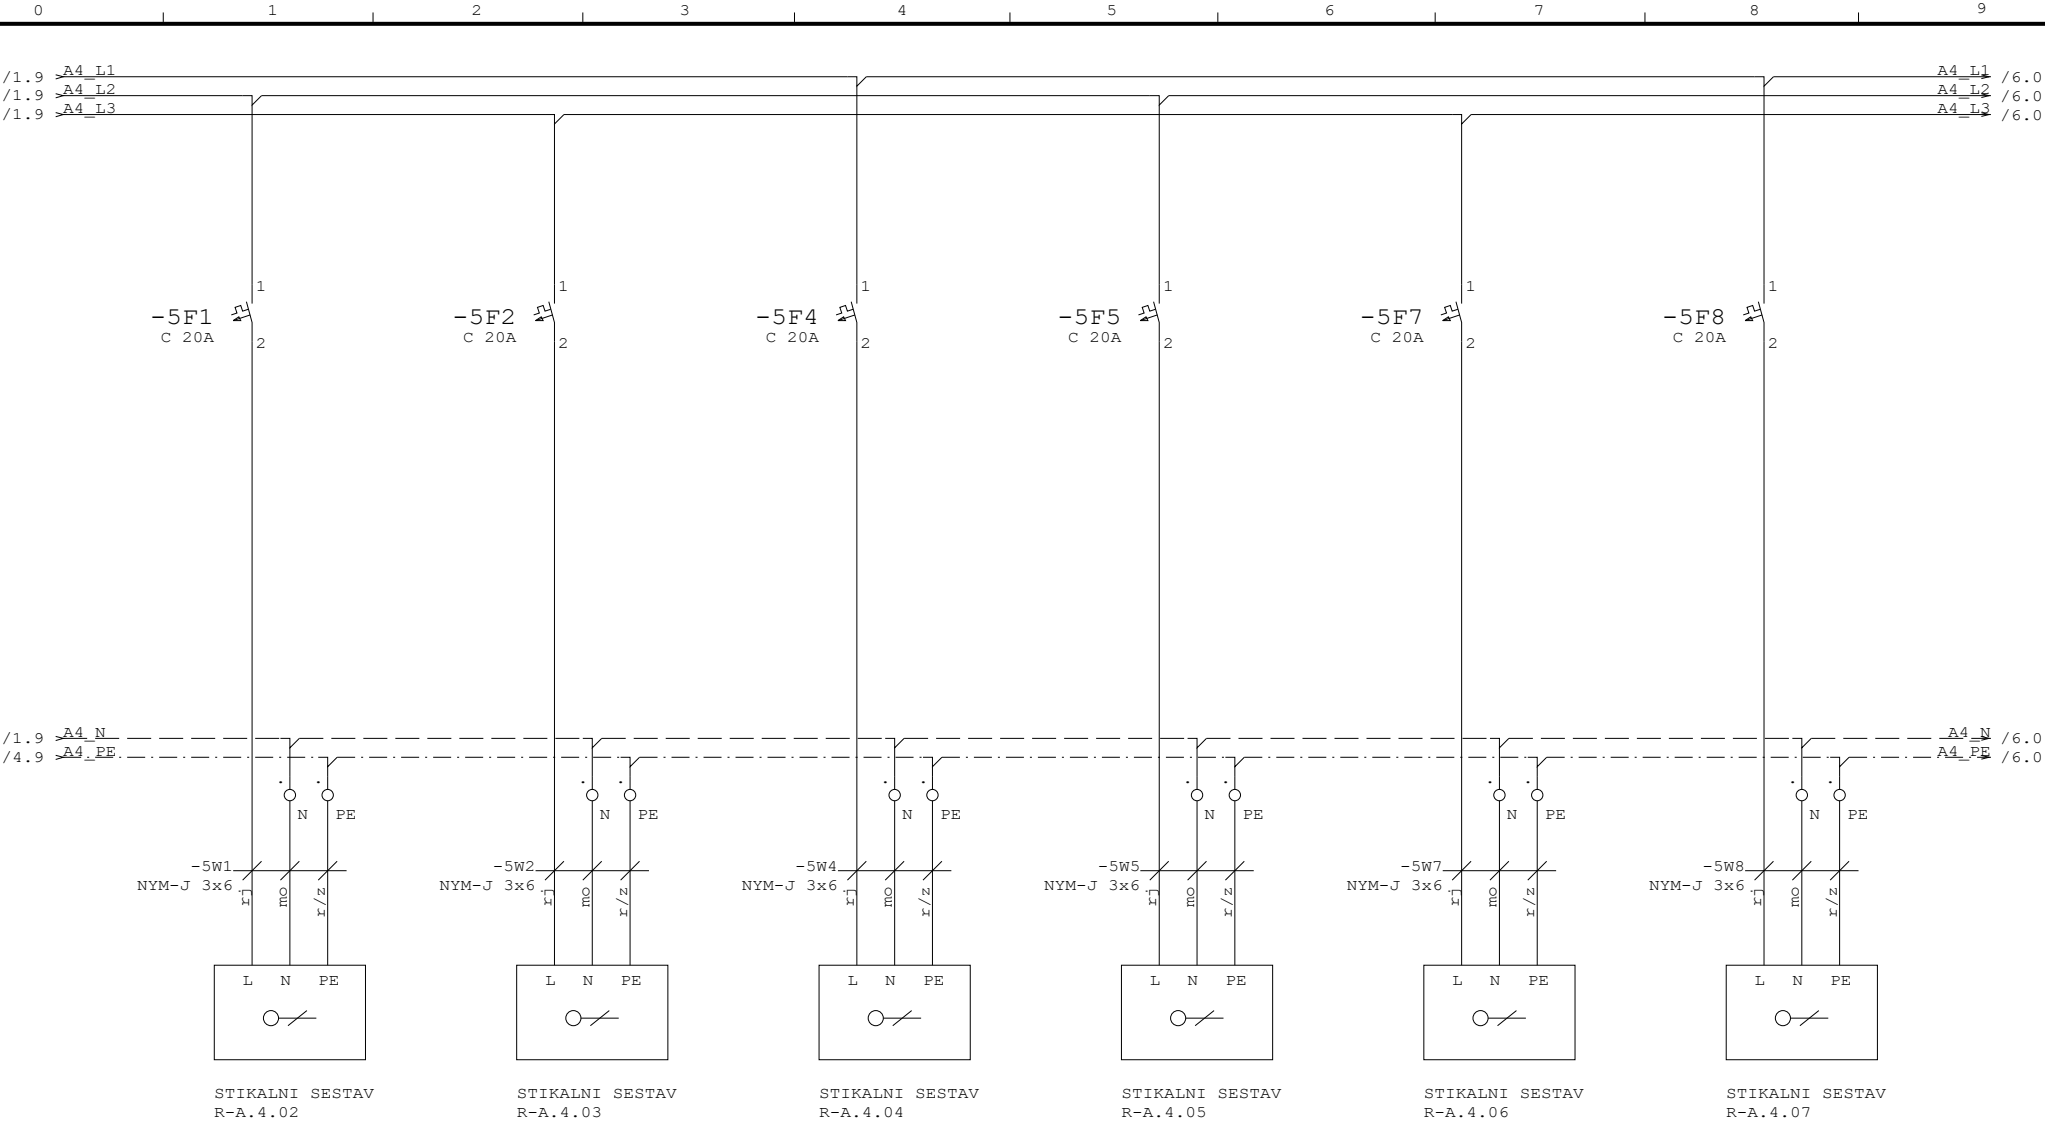 0 1 2 3 4 5 6 7 8 9
/1.9 A4_L1 A4_L1 /6.0
/1.9 A4_L2 A4_L2 /6.0
/1.9 A4_L3 A4_L3 /6.0
1 1 1 1 1 1
-5F1 -5F2 -5F4 -5F5 -5F7 -5F8
C 20A C 20A C 20A C 20A C 20A C 20A
2 2 2 2 2 2
/1.9 A4_N A4_N /6.0
/4.9 A4_PE A4_PE /6.0
N PE N PE N PE N PE N PE N PE
-5W1 -5W2 -5W4 -5W5 -5W7 -5W8
NYM-J 3x6 NYM-J 3x6 NYM-J 3x6 NYM-J 3x6 NYM-J 3x6 NYM-J 3x6
rj mo r/z rj mo r/z rj mo r/z rj mo r/z rj mo r/z rj mo r/z
L N PE L N PE L N PE L N PE L N PE L N PE
STIKALNI SESTAV STIKALNI SESTAV STIKALNI SESTAV STIKALNI SESTAV STIKALNI SESTAV STIKALNI SESTAV
R-A.4.02 R-A.4.03 R-A.4.04 R-A.4.05 R-A.4.06 R-A.4.07